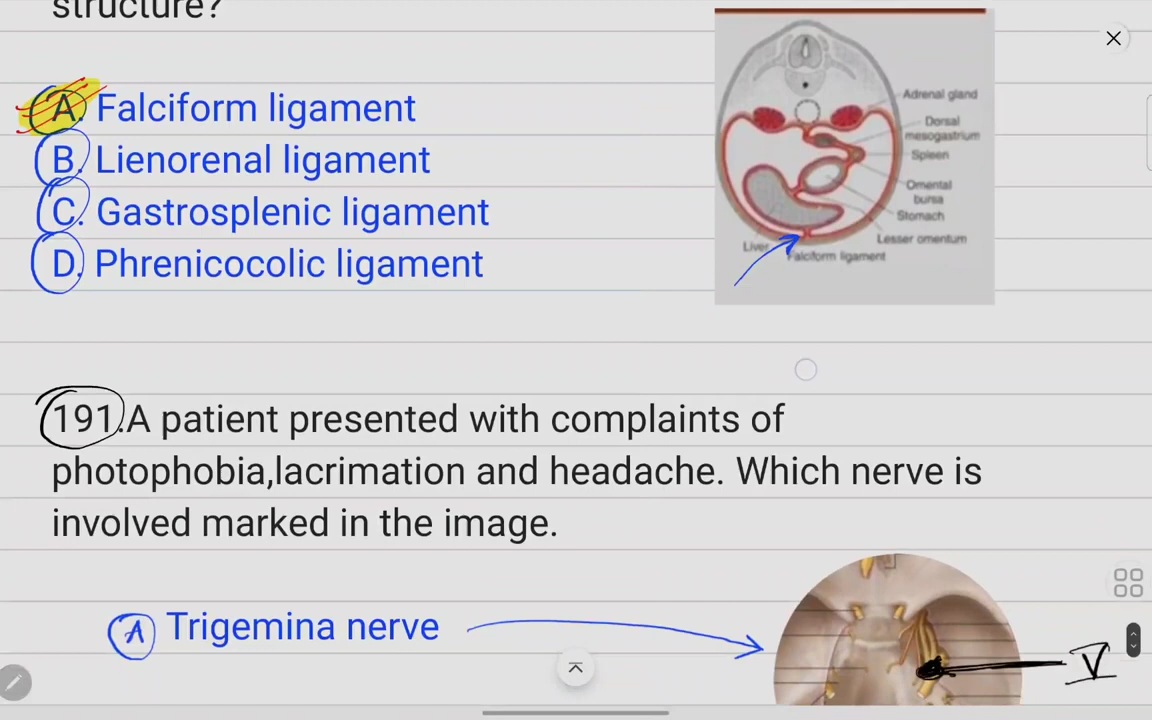 structure?
A. Falciform ligament
B. Lienorenal ligament
C. Gastrosplenic ligament
D. Phrenicocolic ligament
Adrenal gland
Dorsal
mesogastrium
Spleen
Omental
bursa
Stomach
Lesser omentum
Liver
Falciform ligament
191.A patient presented with complaints of
photophobia,lacrimation and headache. Which nerve is
involved marked in the image.
A Trigemina nerve
V